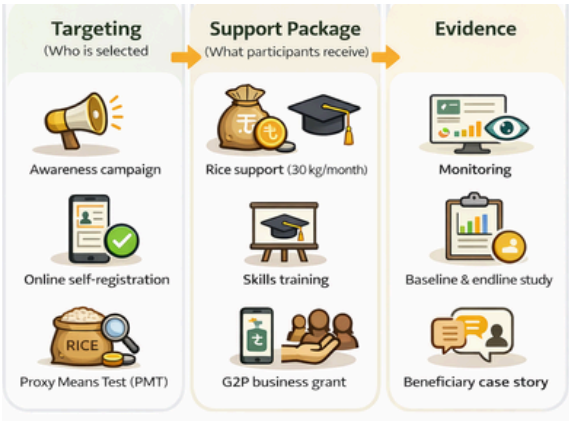 Targeting
(Who is selected
Support Package
(What participants receive)
Evidence
Awareness campaign
Online self-registration
RICE
Proxy Means Test (PMT)
Rice support (30 kg/month)
Skills training
G2P business grant
Monitoring
Baseline & endline study
Beneficiary case story